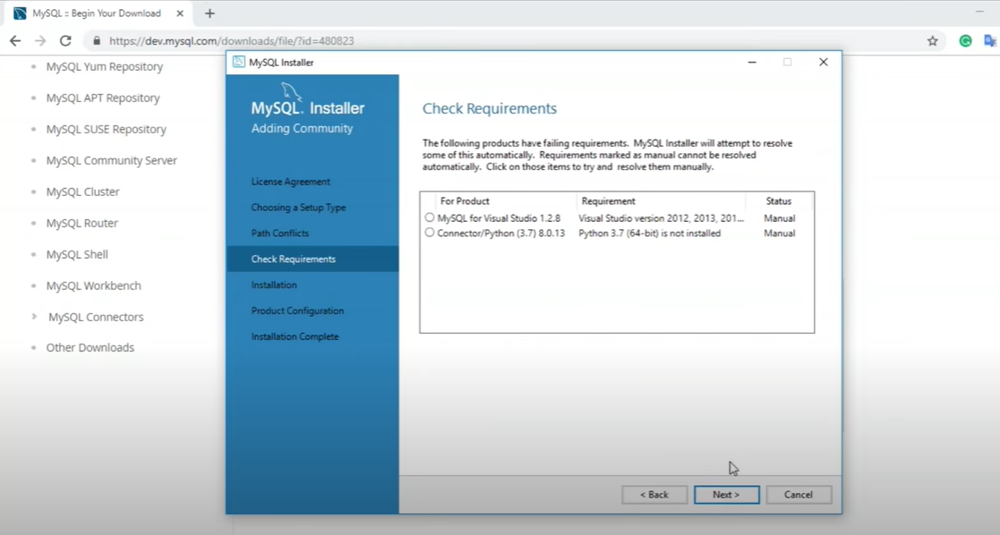 MySQL :: Begin Your Download
https://dev.mysql.com/downloads/file/?id=480823
MySQL Yum Repository
MySQL APT Repository
MySQL SUSE Repository
MySQL Community Server
MySQL Cluster
MySQL Router
MySQL Shell
MySQL Workbench
MySQL Connectors
Other Downloads
MySQL Installer
MySQL. Installer
Adding Community
License Agreement
Choosing a Setup Type
Path Conflicts
Check Requirements
Installation
Product Configuration
Installation Complete
Check Requirements
The following products have failing requirements. MySQL Installer will attempt to resolve
some of this automatically. Requirements marked as manual cannot be resolved
automatically. Click on those items to try and resolve them manually.
For Product Requirement Status
MySQL for Visual Studio 1.2.8 Visual Studio version 2012, 2013, 201... Manual
Connector/Python (3.7) 8.0.13 Python 3.7 (64-bit) is not installed Manual
< Back Next > Cancel